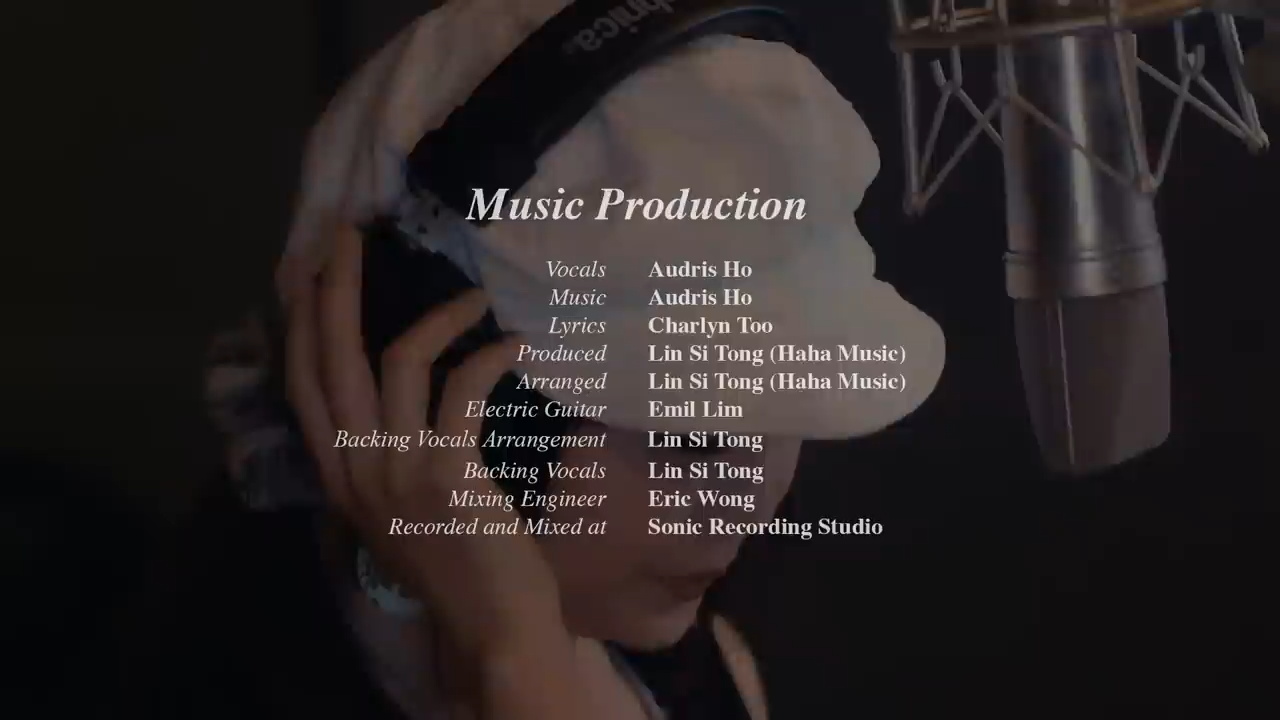 Music Production
Vocals Audris Ho
Music Audris Ho
Lyrics Charlyn Too
Produced Lin Si Tong (Haha Music)
Arranged Lin Si Tong (Haha Music)
Electric Guitar Emil Lim
Backing Vocals Arrangement Lin Si Tong
Backing Vocals Lin Si Tong
Mixing Engineer Eric Wong
Recorded and Mixed at Sonic Recording Studio